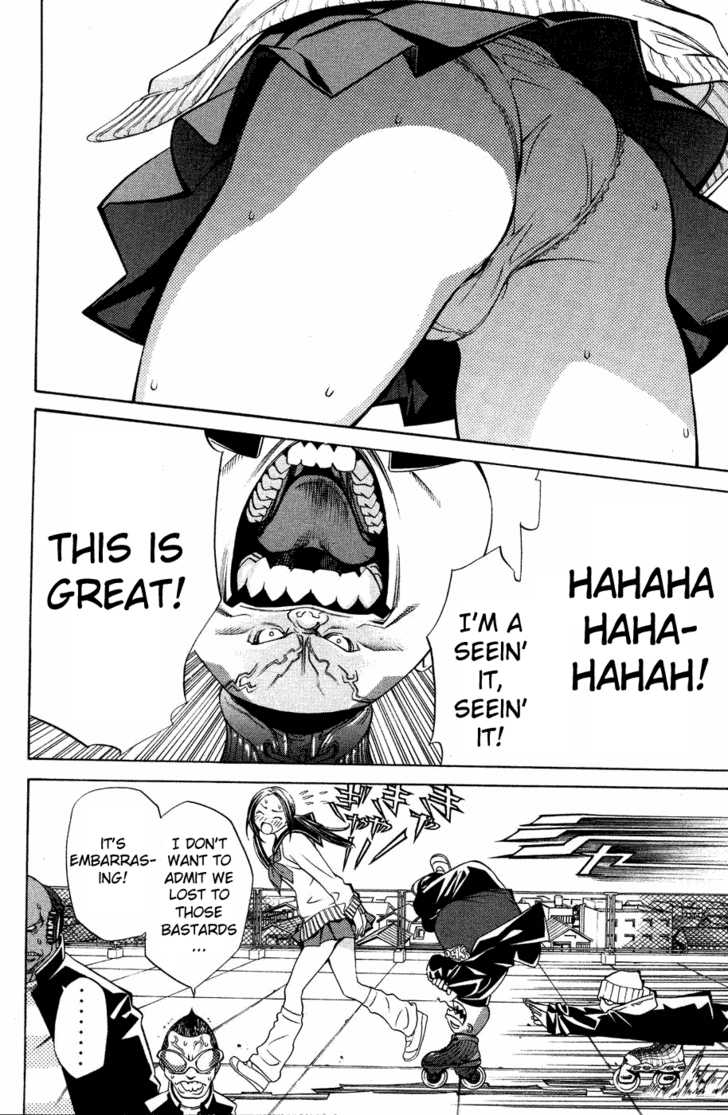 HAHAHA
HAHA-
HAHAH!
I'M A
SEEIN'
IT,
SEEIN'
IT!
THIS IS
GREAT!
I DON'T
WANT TO
ADMIT WE
LOST TO
THOSE
BASTARDS
...
IT'S
EMBARRAS-
ING!
......